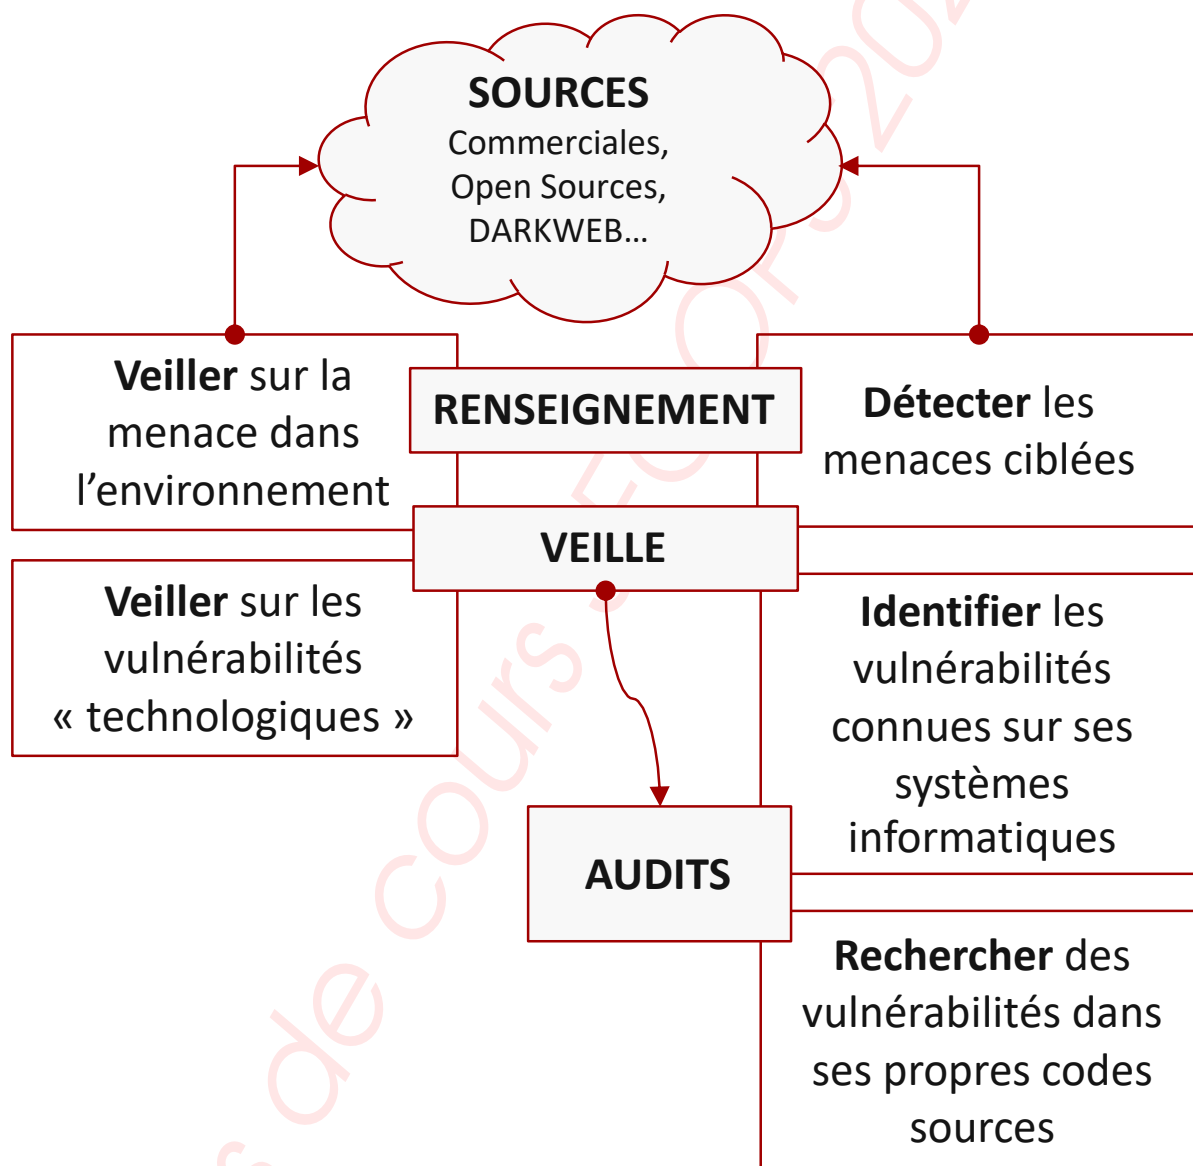 SOURCES
Commerciales,
Open Sources,
DARKWEB...
Veiller sur la
menace dans
l'environnement
RENSEIGNEMENT
Détecter les
menaces ciblées
VEILLE
Veiller sur les
vulnérabilités
« technologiques »
Identifier les
vulnérabilités
connues sur ses
systèmes
informatiques
AUDITS
Rechercher des
vulnérabilités dans
ses propres codes
sources
de cours